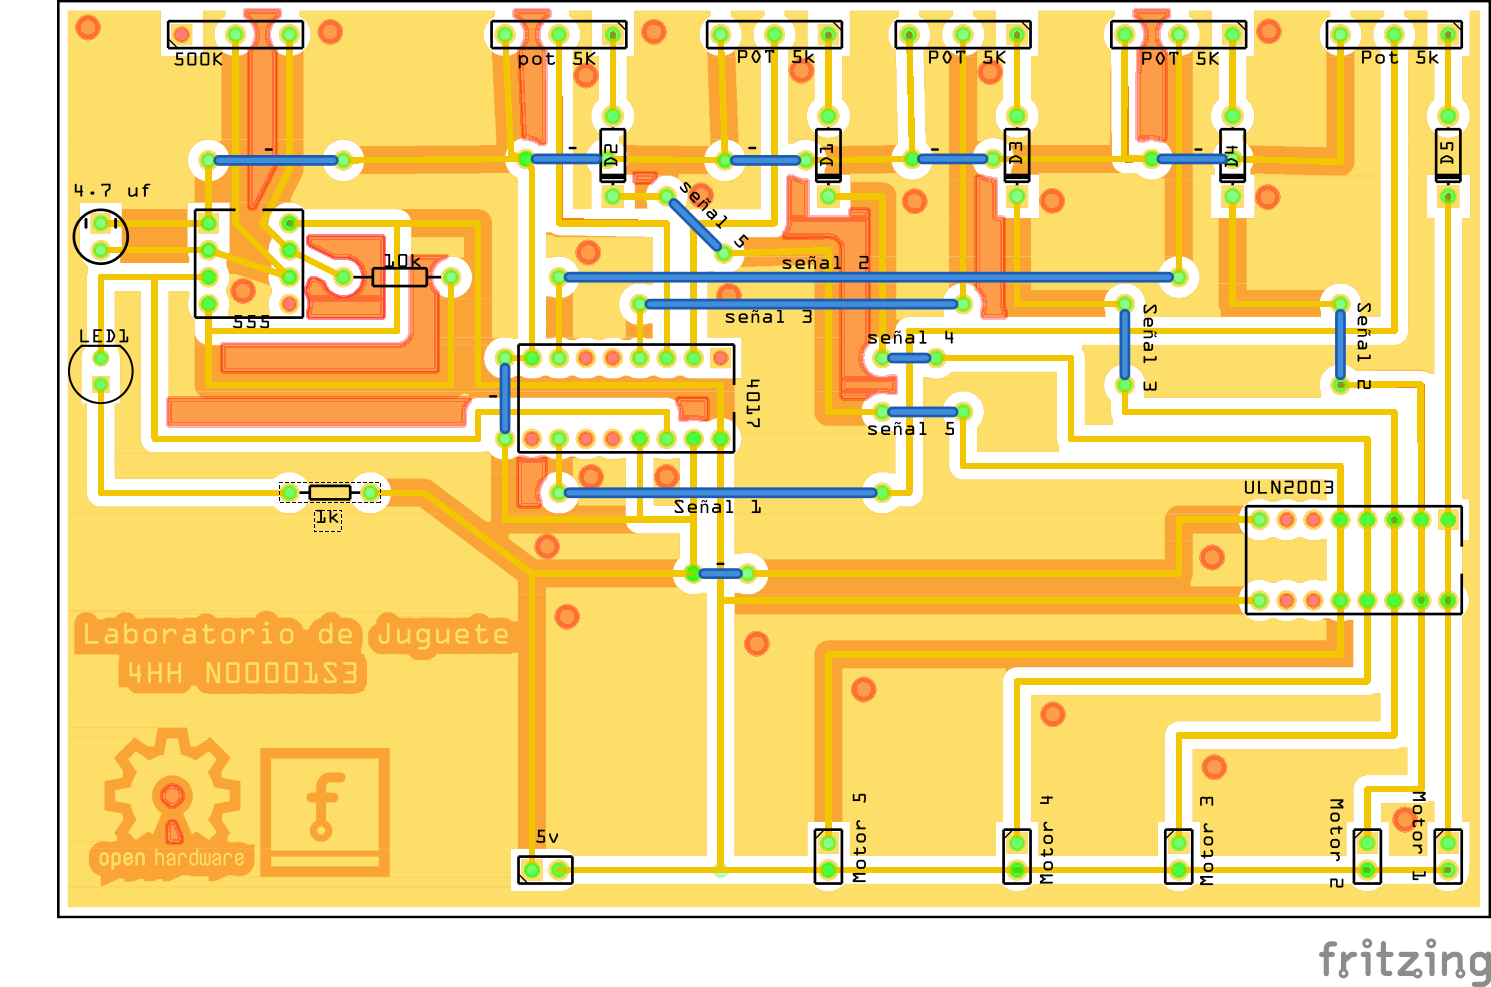 500K
pot 5K
POT 5k
POT 5K
POT 5K
Pot 5k
D2
D1
D3
D4
D5
4.7 uf
señal 5
10k
señal 2
señal 3
555
LED1
señal 4
Señal 3
Señal 2
4017
señal 5
ULN2003
Señal 1
1k
Laboratorio de Juguete
4HH N00001S3
open hardware
f
5v
Motor 5
Motor 4
Motor 3
Motor 2
Motor 1
fritzing